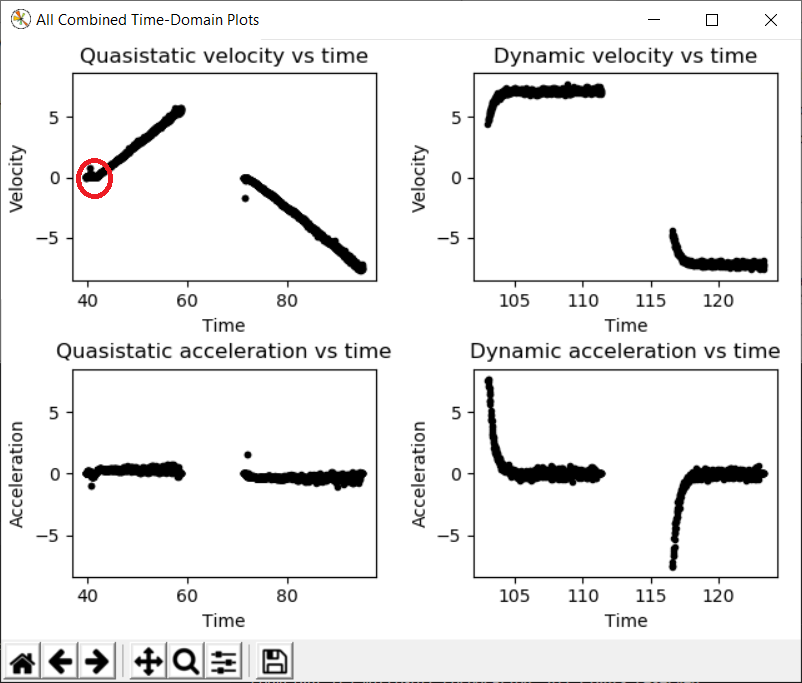 All Combined Time-Domain Plots
Quasistatic velocity vs time
Velocity
5
0
−5
40 60 80
Time
Dynamic velocity vs time
Velocity
5
0
−5
105 110 115 120
Time
Quasistatic acceleration vs time
Acceleration
5
0
−5
40 60 80
Time
Dynamic acceleration vs time
Acceleration
5
0
−5
105 110 115 120
Time